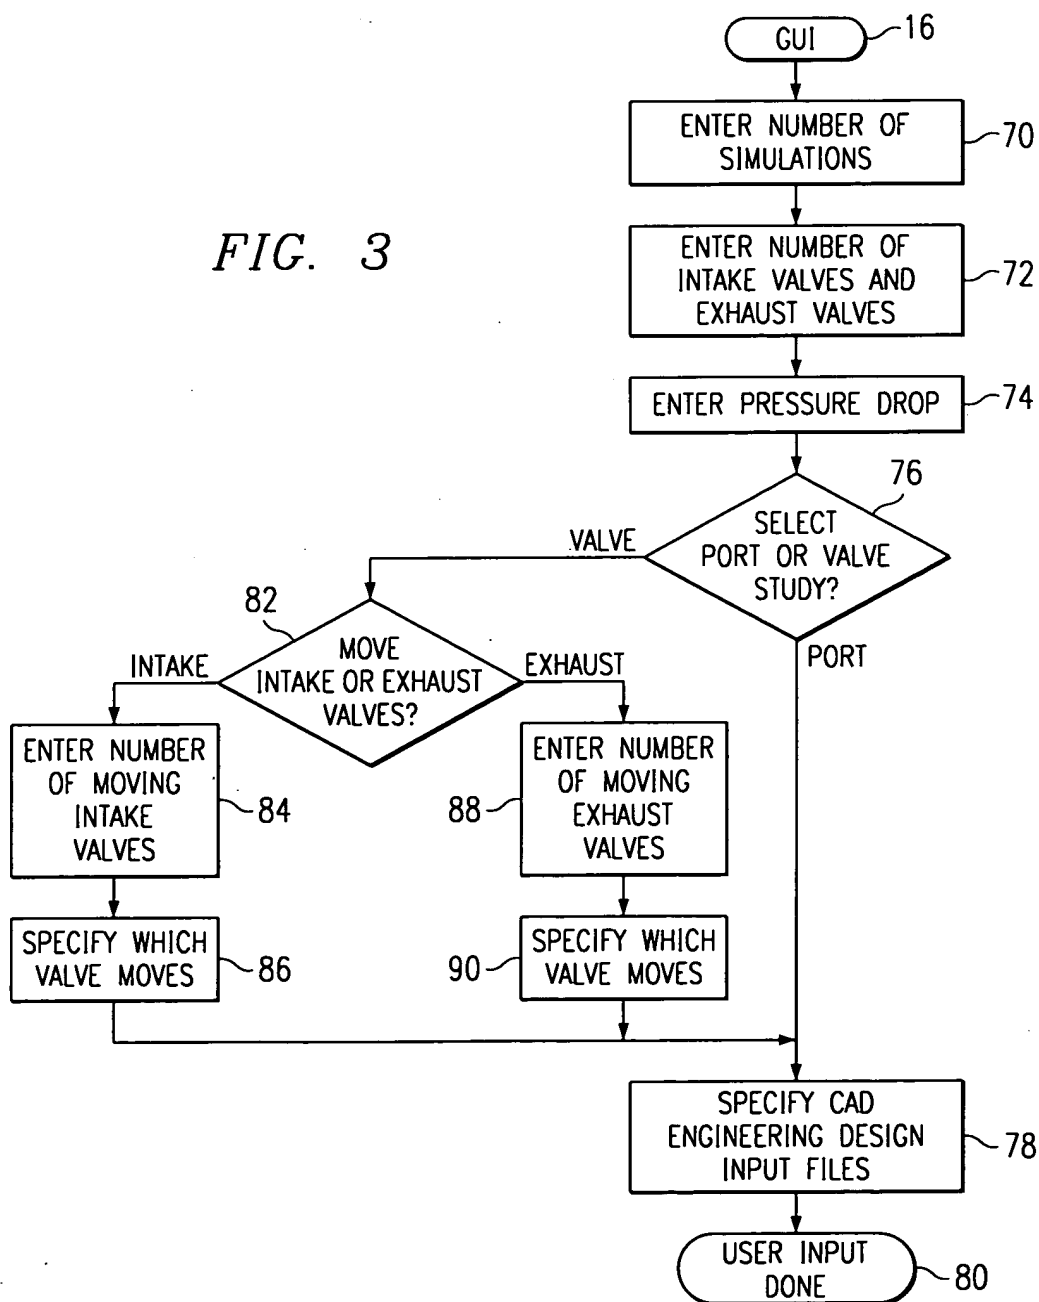 GUI
16
ENTER NUMBER OF
SIMULATIONS
70
FIG. 3
ENTER NUMBER OF
INTAKE VALVES AND
EXHAUST VALVES
72
ENTER PRESSURE DROP
74
76
SELECT
PORT OR VALVE
STUDY?
VALVE
PORT
82
MOVE
INTAKE OR EXHAUST
VALVES?
INTAKE
EXHAUST
ENTER NUMBER
OF MOVING
INTAKE
VALVES
84
88
ENTER NUMBER
OF MOVING
EXHAUST
VALVES
SPECIFY WHICH
VALVE MOVES
86
90
SPECIFY WHICH
VALVE MOVES
SPECIFY CAD
ENGINEERING DESIGN
INPUT FILES
78
USER INPUT
DONE
80